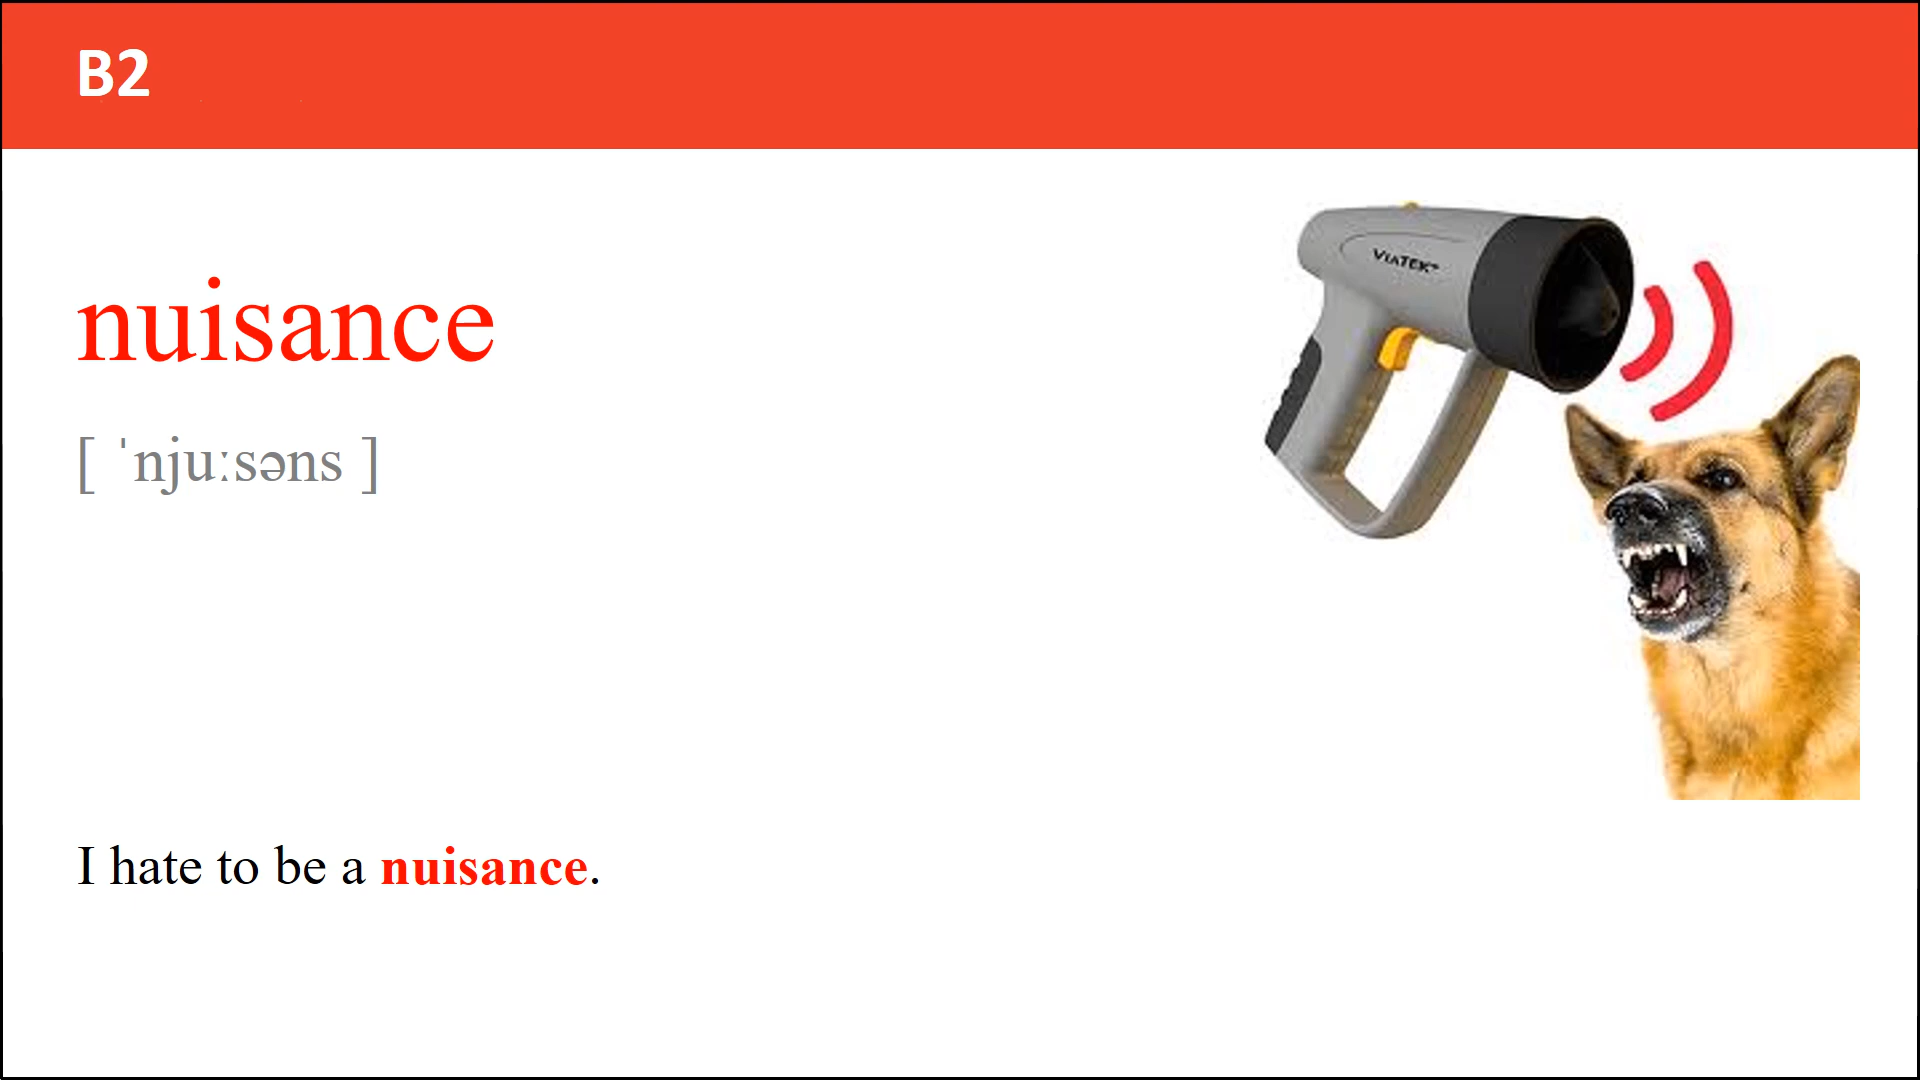 B2
nuisance
[ ˈnjuːsəns ]
VIATEK
I hate to be a nuisance.